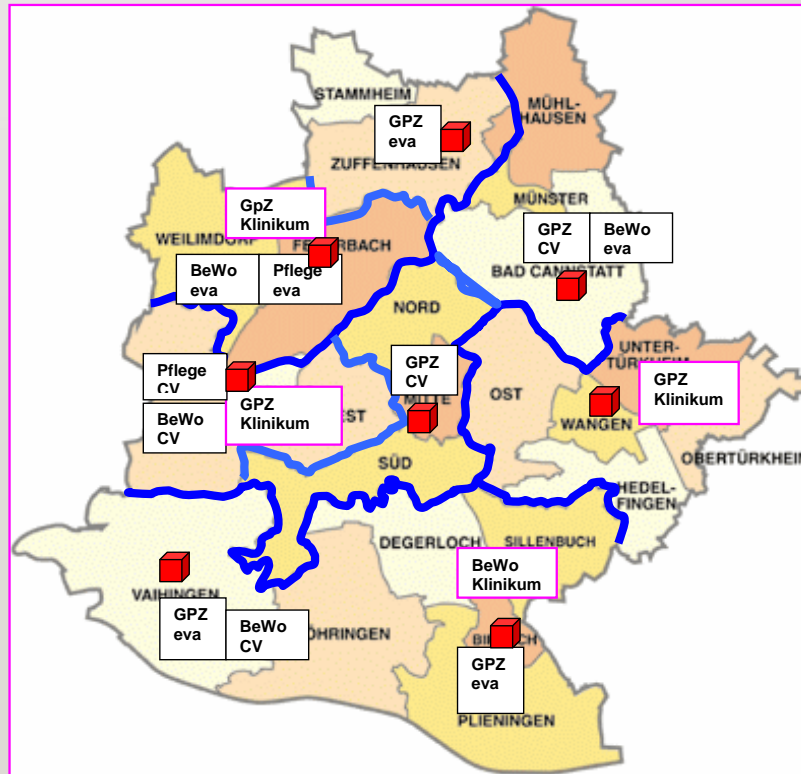 STAMMHEIM
MÜHL-
HAUSEN
GPZ
eva
ZUFFENHAUSEN
MÜNSTER
GpZ
Klinikum
WEILIMDORF
GPZ
CV
BeWo
eva
BAD CANNSTATT
BeWo
eva
Pflege
eva
NORD
UNTER-
TÜRKHEIM
Pflege
CV
GPZ
CV
MITTE
OST
GPZ
Klinikum
BeWo
CV
GPZ
Klinikum
WANGEN
SÜD
OBERTÜRKHEIM
HEDEL-
FINGEN
DEGERLOCH
SILLENBUCH
BeWo
Klinikum
VAIHINGEN
GPZ
eva
BeWo
CV
GPZ
eva
PLIENINGEN